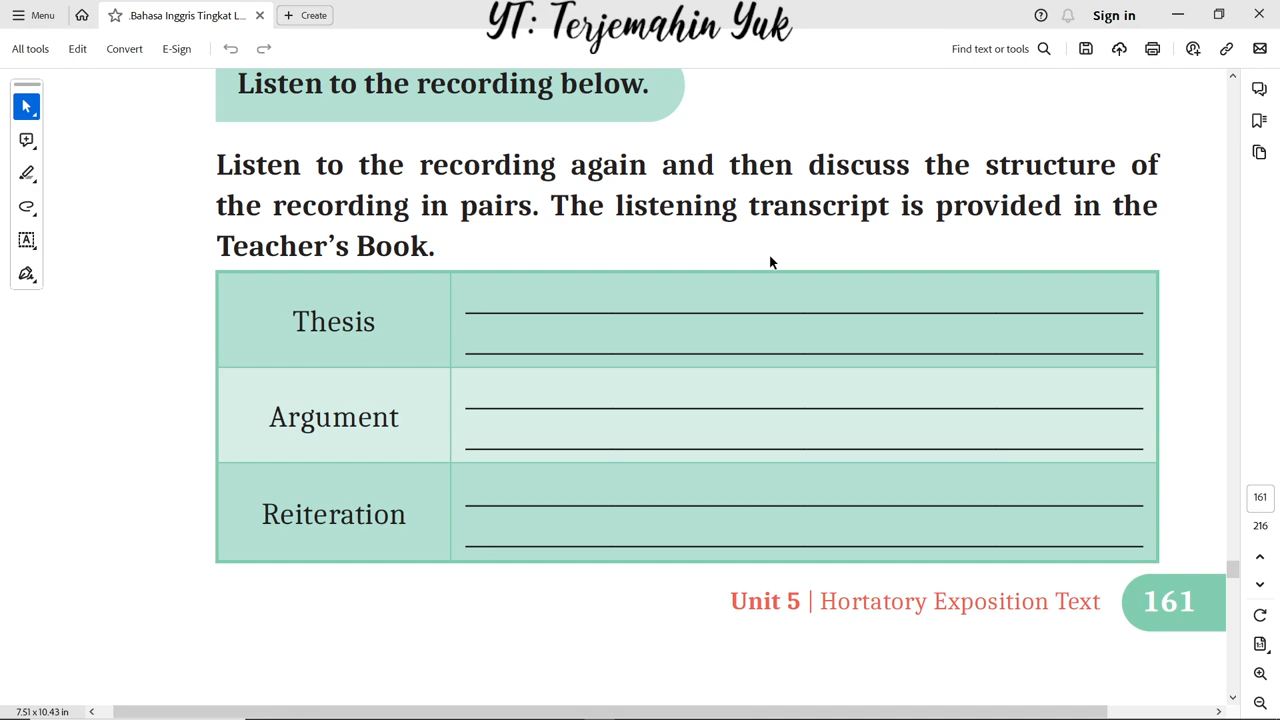 Menu
.Bahasa Inggris Tingkat L...
Create
YT: Terjemahin Yuk
Sign in
All tools
Edit
Convert
E-Sign
Find text or tools
Listen to the recording below.
Listen to the recording again and then discuss the structure of
the recording in pairs. The listening transcript is provided in the
Teacher's Book.
Thesis
Argument
Reiteration
Unit 5 | Hortatory Exposition Text
161
161
216
7.51 x 10.43 in